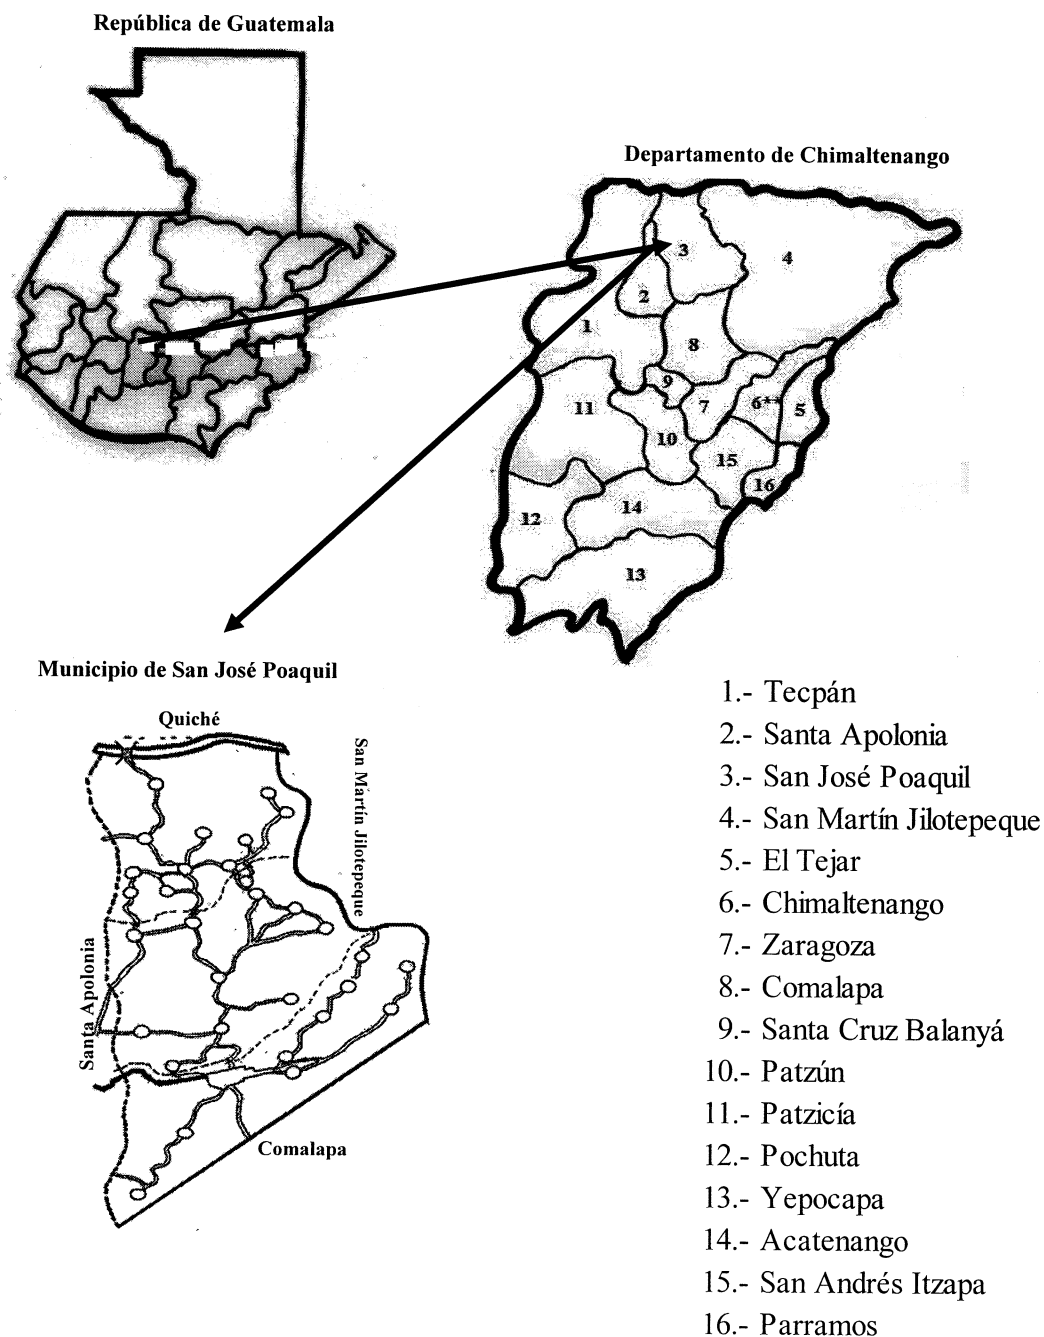 República de Guatemala
Departamento de Chimaltenango
3
4
2
1
8
9
7
6**
5
11
10
15
16
12
14
13
Municipio de San José Poaquil
Quiché
San Martín Jilotepeque
Santa Apolonia
Comalapa
1.- Tecpán
2.- Santa Apolonia
3.- San José Poaquil
4.- San Martín Jilotepeque
5.- El Tejar
6.- Chimaltenango
7.- Zaragoza
8.- Comalapa
9.- Santa Cruz Balanyá
10.- Patzún
11.- Patzicía
12.- Pochuta
13.- Yepocapa
14.- Acatenango
15.- San Andrés Itzapa
16.- Parramos